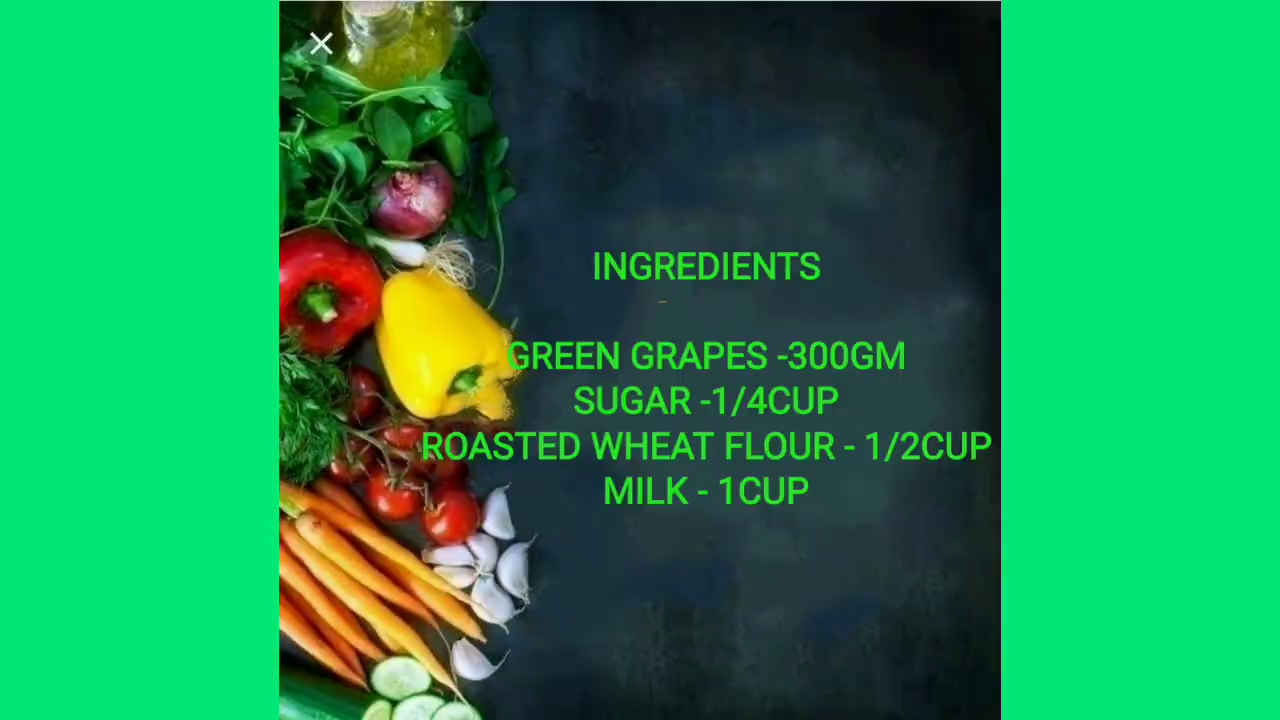 INGREDIENTS
GREEN GRAPES -300GM
SUGAR -1/4CUP
ROASTED WHEAT FLOUR - 1/2CUP
MILK - 1CUP